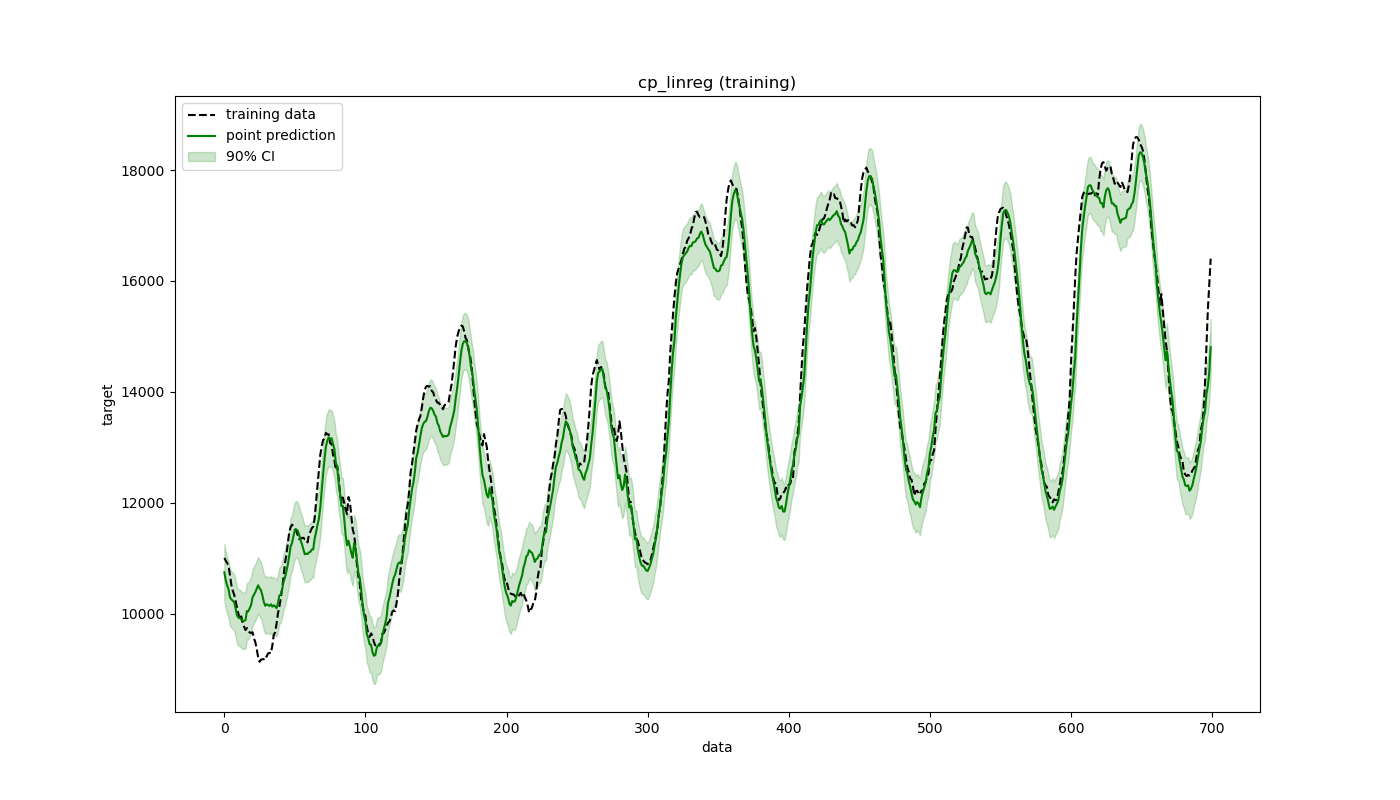 cp_linreg (training)
training data
point prediction
90% CI
target
18000
16000
14000
12000
10000
0 100 200 300 400 500 600 700
data